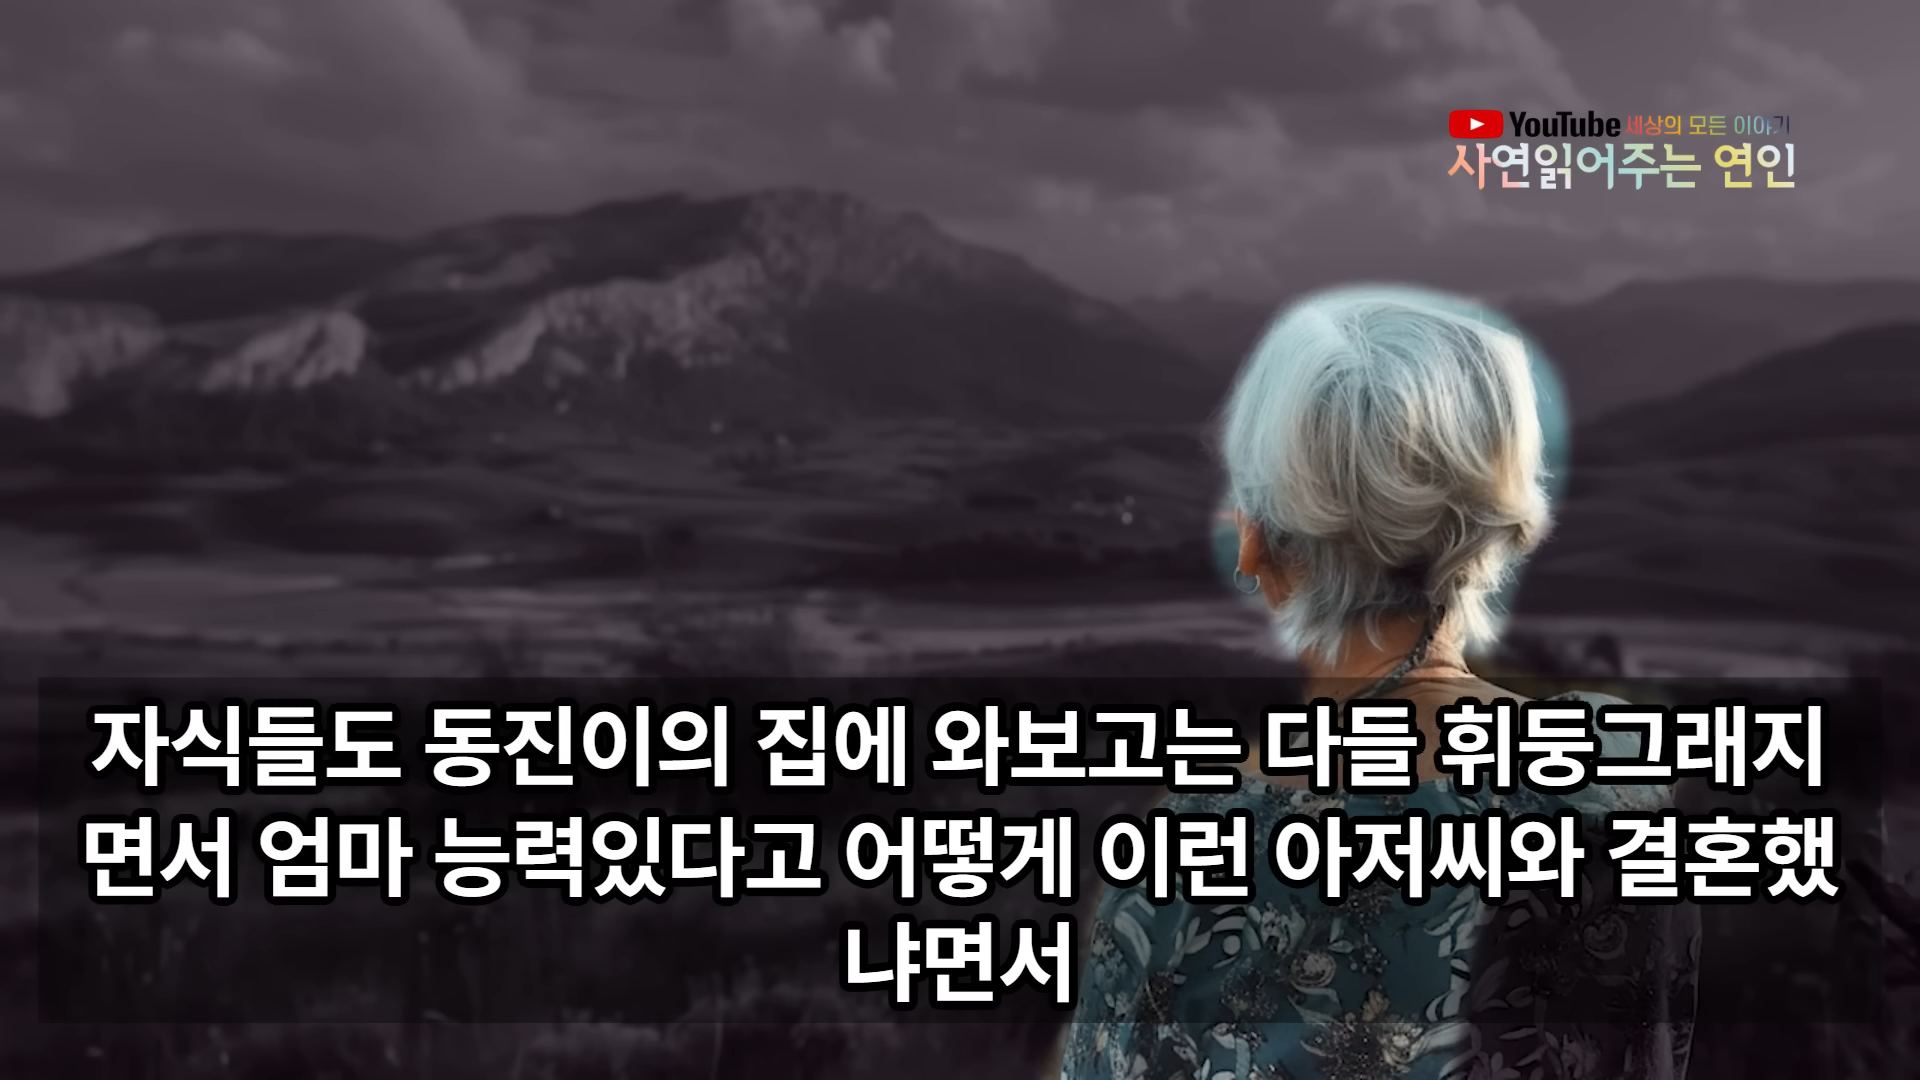 YouTube 세상의 모든 이야기
사연읽어주는 연인
자식들도 동진이의 집에 와보고는 다들 휘둥그래지
면서 엄마 능력있다고 어떻게 이런 아저씨와 결혼했
냐면서